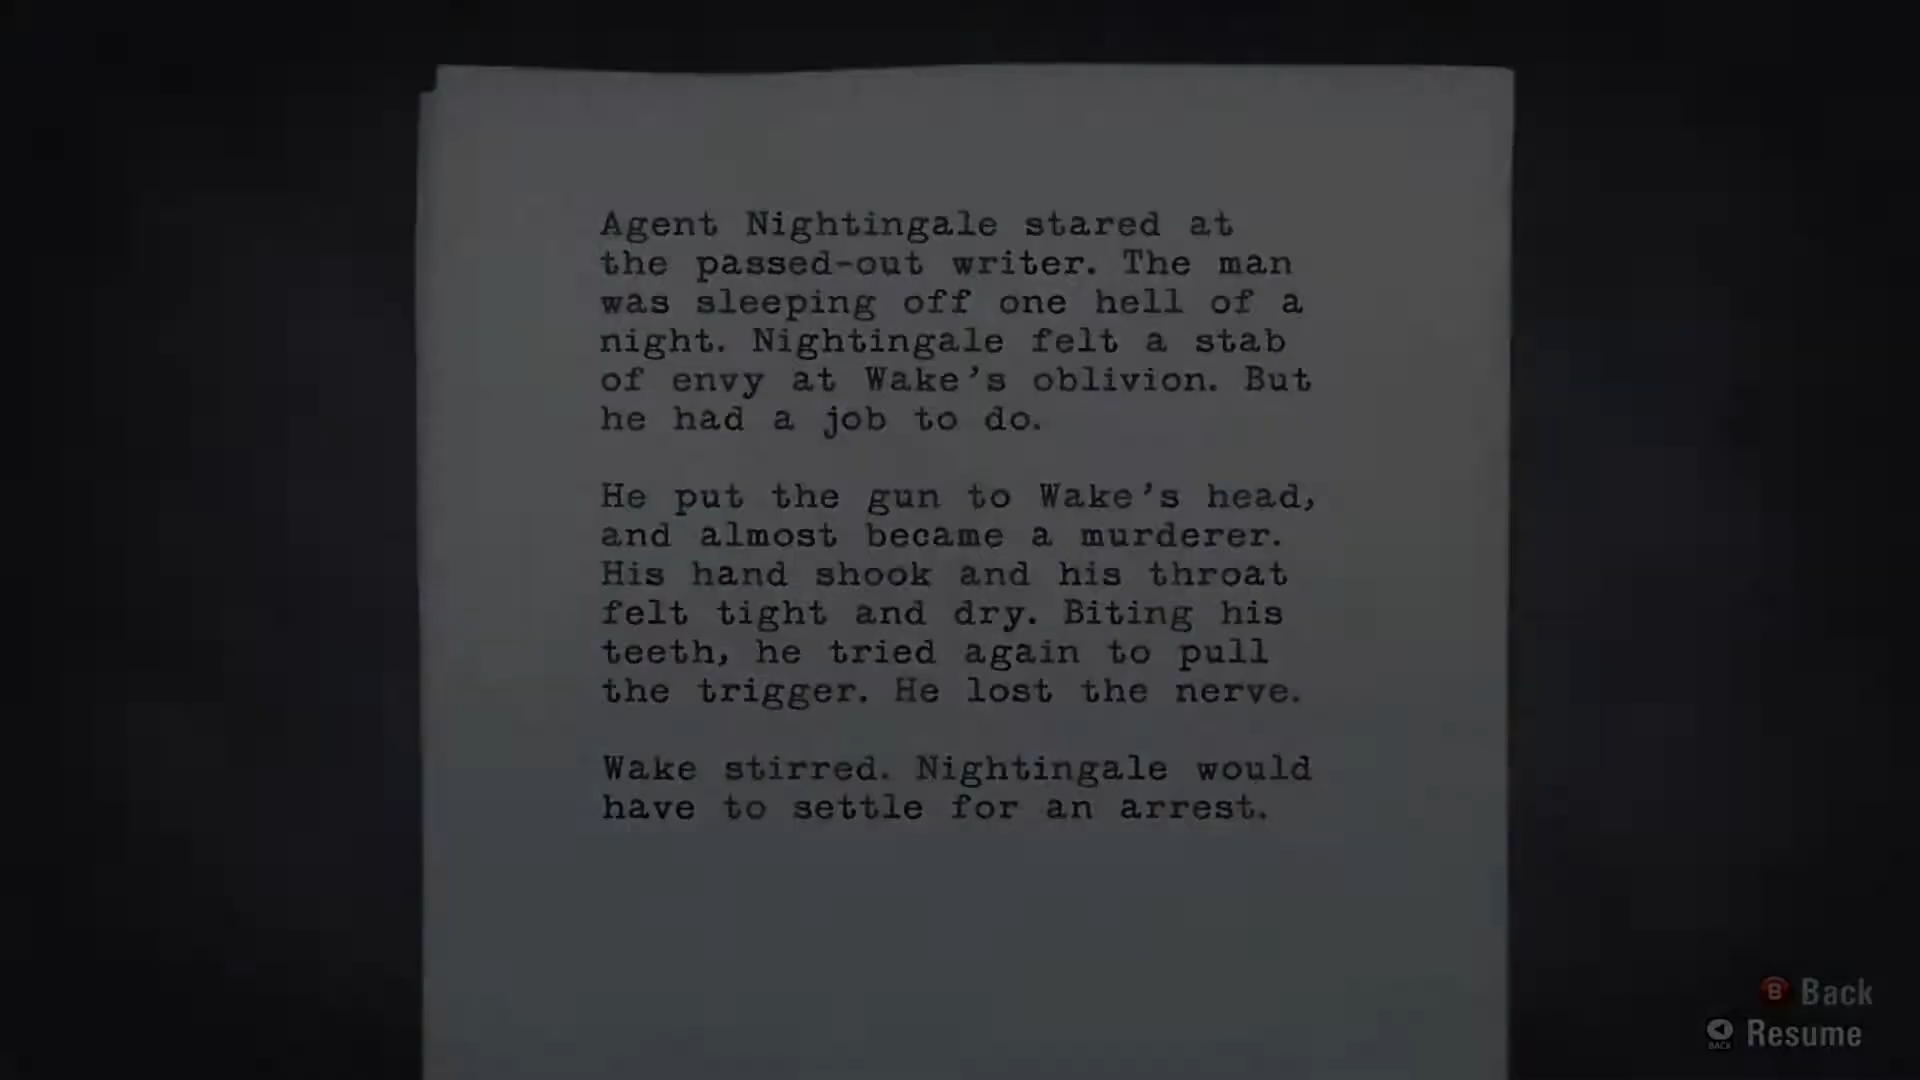 Agent Nightingale stared at
the passed-out writer. The man
was sleeping off one hell of a
night. Nightingale felt a stab
of envy at Wake's oblivion. But
he had a job to do.
He put the gun to Wake's head,
and almost became a murderer.
His hand shook and his throat
felt tight and dry. Biting his
teeth, he tried again to pull
the trigger. He lost the nerve.
Wake stirred. Nightingale would
have to settle for an arrest.
B Back
BACK Resume